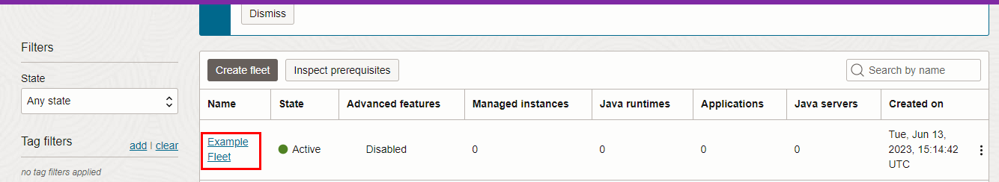 Dismiss
Filters
State
Any state
Tag filters add | clear
no tag filters applied
Create fleet Inspect prerequisites Search by name
Name State Advanced features Managed instances Java runtimes Applications Java servers Created on
Example
Fleet
Active Disabled 0 0 0 0
Tue, Jun 13,
2023, 15:14:42
UTC